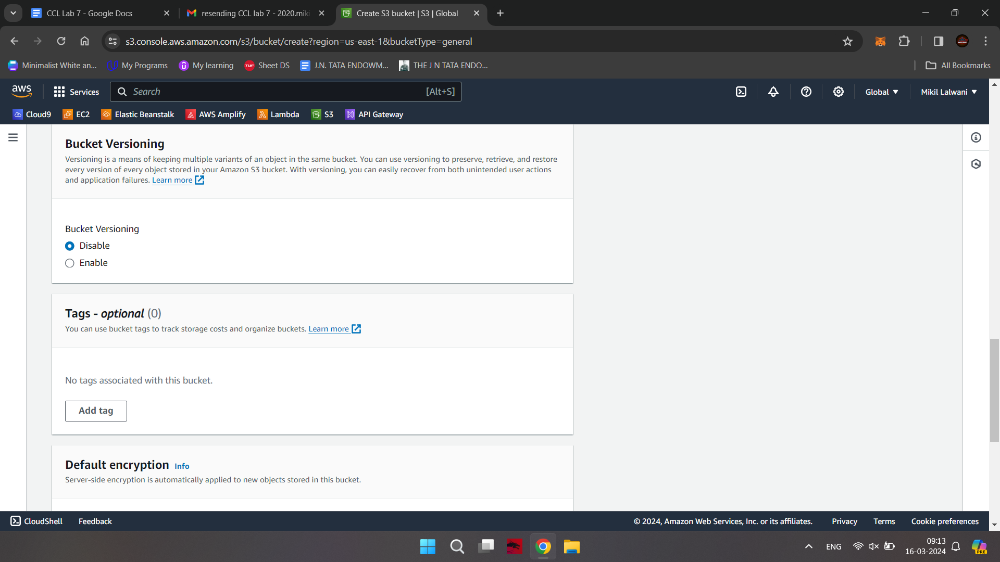 CCL Lab 7 - Google Docs
resending CCL lab 7 - 2020.mik
Create S3 bucket | S3 | Global
s3.console.aws.amazon.com/s3/bucket/create?region=us-east-1&bucketType=general
Minimalist White an...
My Programs
My learning
TUF
Sheet DS
J.N. TATA ENDOWM...
THE J N TATA ENDO...
All Bookmarks
aws
Services
Search
[Alt+S]
Global
Mikil Lalwani
Cloud9
EC2
Elastic Beanstalk
AWS Amplify
Lambda
S3
API Gateway
Bucket Versioning
Versioning is a means of keeping multiple variants of an object in the same bucket. You can use versioning to preserve, retrieve, and restore
every version of every object stored in your Amazon S3 bucket. With versioning, you can easily recover from both unintended user actions
and application failures. Learn more
Bucket Versioning
Disable
Enable
Tags - optional (0)
You can use bucket tags to track storage costs and organize buckets. Learn more
No tags associated with this bucket.
Add tag
Default encryption Info
Server-side encryption is automatically applied to new objects stored in this bucket.
CloudShell
Feedback
© 2024, Amazon Web Services, Inc. or its affiliates.
Privacy
Terms
Cookie preferences
ENG
09:13
16-03-2024
PRE